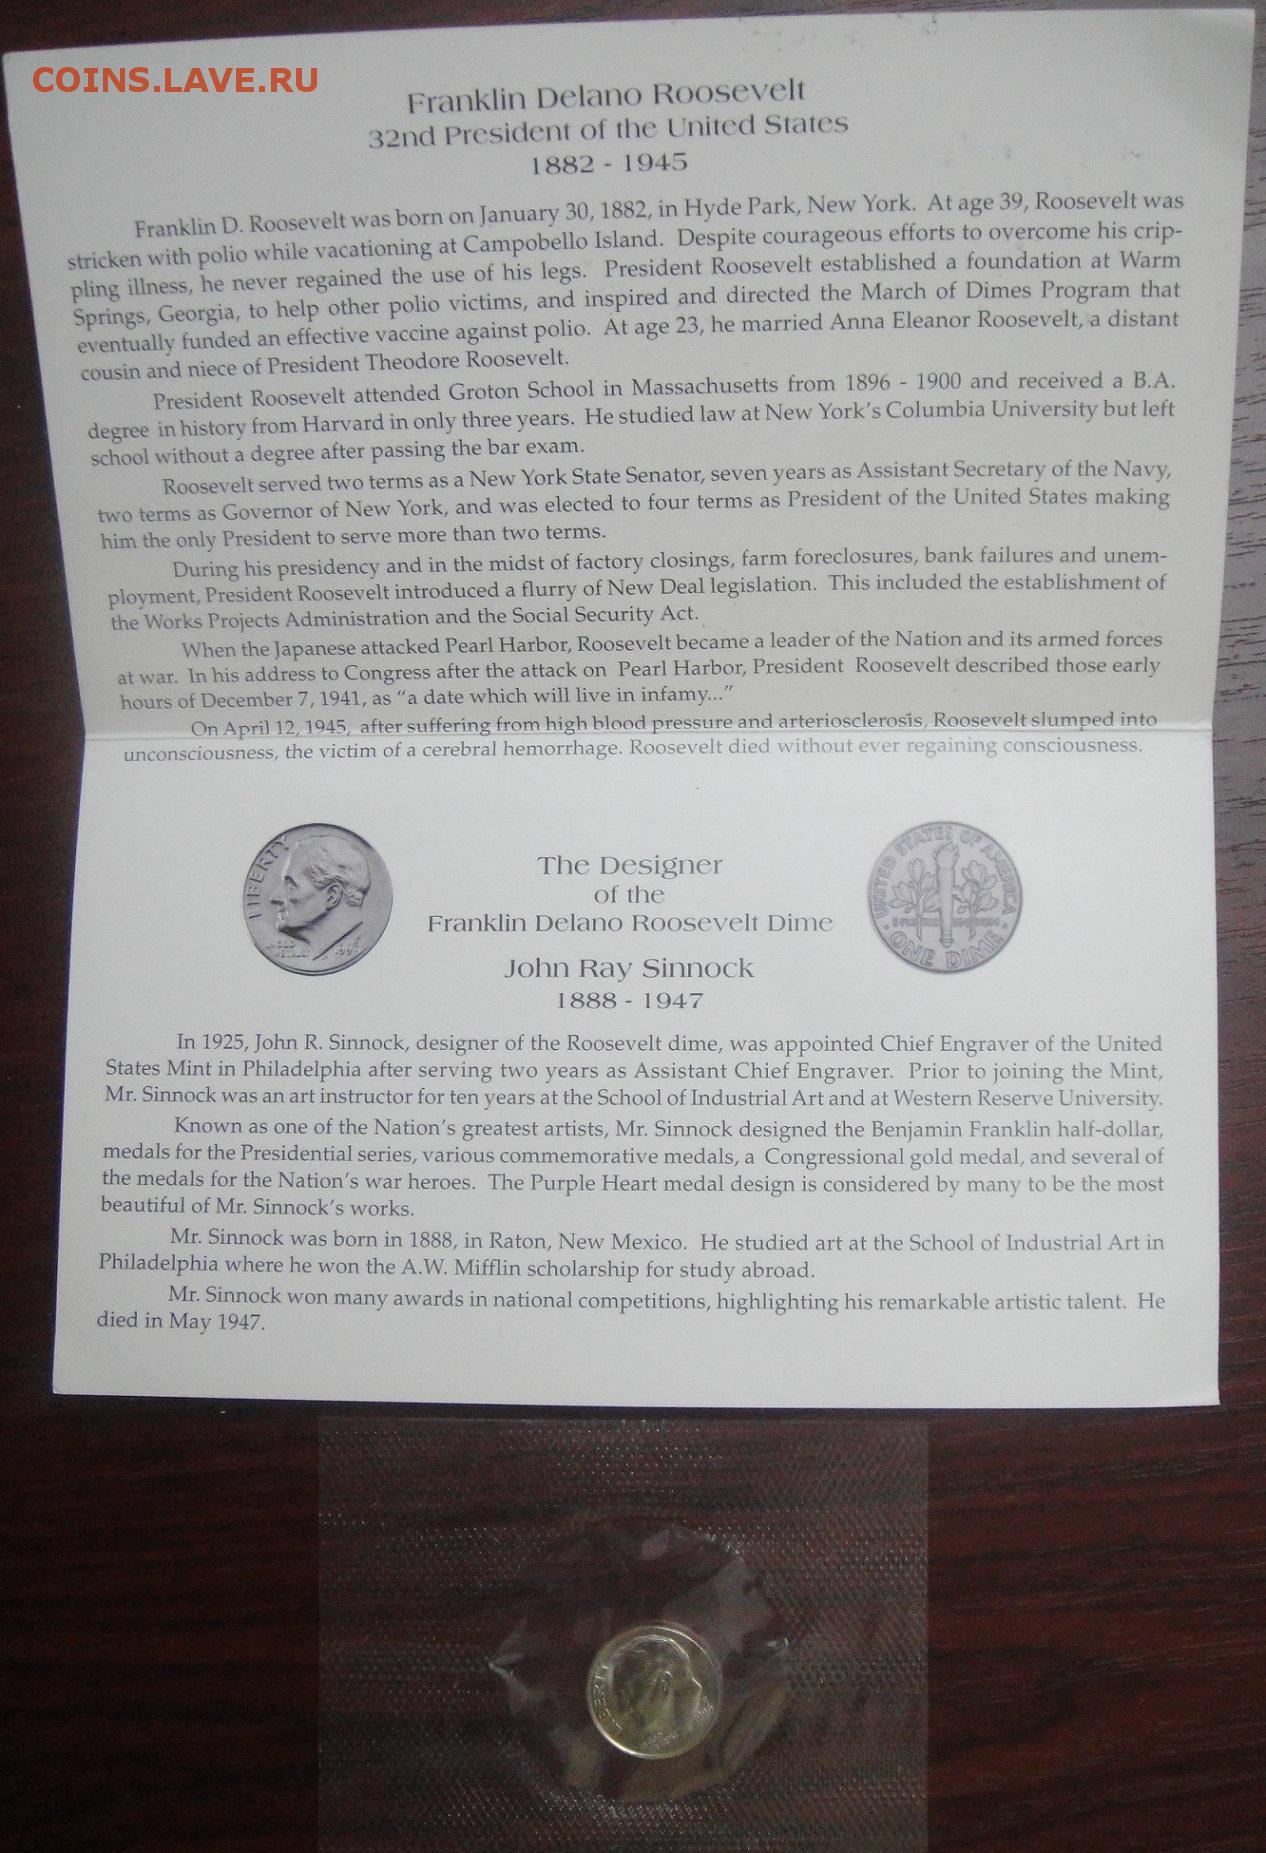 COINS.LAVE.RU
Franklin Delano Roosevelt
32nd President of the United States
1882 - 1945
Franklin D. Roosevelt was born on January 30, 1882, in Hyde Park, New York. At age 39, Roosevelt was
stricken with polio while vacationing at Campobello Island. Despite courageous efforts to overcome his crip-
pling illness, he never regained the use of his legs. President Roosevelt established a foundation at Warm
Springs, Georgia, to help other polio victims, and inspired and directed the March of Dimes Program that
eventually funded an effective vaccine against polio. At age 23, he married Anna Eleanor Roosevelt, a distant
cousin and niece of President Theodore Roosevelt.
President Roosevelt attended Groton School in Massachusetts from 1896 - 1900 and received a B.A.
degree in history from Harvard in only three years. He studied law at New York's Columbia University but left
school without a degree after passing the bar exam.
Roosevelt served two terms as a New York State Senator, seven years as Assistant Secretary of the Navy,
two terms as Governor of New York, and was elected to four terms as President of the United States making
him the only President to serve more than two terms.
During his presidency and in the midst of factory closings, farm foreclosures, bank failures and unem-
ployment, President Roosevelt introduced a flurry of New Deal legislation. This included the establishment of
the Works Projects Administration and the Social Security Act.
When the Japanese attacked Pearl Harbor, Roosevelt became a leader of the Nation and its armed forces
at war. In his address to Congress after the attack on Pearl Harbor, President Roosevelt described those early
hours of December 7, 1941, as "a date which will live in infamy..."
On April 12, 1945, after suffering from high blood pressure and arteriosclerosis, Roosevelt slumped into
unconsciousness, the victim of a cerebral hemorrhage. Roosevelt died without ever regaining consciousness.
LIBERTY
The Designer
of the
Franklin Delano Roosevelt Dime
UNITED STATES OF AMERICA
ONE DIME
John Ray Sinnock
1888 - 1947
In 1925, John R. Sinnock, designer of the Roosevelt dime, was appointed Chief Engraver of the United
States Mint in Philadelphia after serving two years as Assistant Chief Engraver. Prior to joining the Mint,
Mr. Sinnock was an art instructor for ten years at the School of Industrial Art and at Western Reserve University.
Known as one of the Nation's greatest artists, Mr. Sinnock designed the Benjamin Franklin half-dollar,
medals for the Presidential series, various commemorative medals, a Congressional gold medal, and several of
the medals for the Nation's war heroes. The Purple Heart medal design is considered by many to be the most
beautiful of Mr. Sinnock's works.
Mr. Sinnock was born in 1888, in Raton, New Mexico. He studied art at the School of Industrial Art in
Philadelphia where he won the A.W. Mifflin scholarship for study abroad.
Mr. Sinnock won many awards in national competitions, highlighting his remarkable artistic talent. He
died in May 1947.
LIBERTY